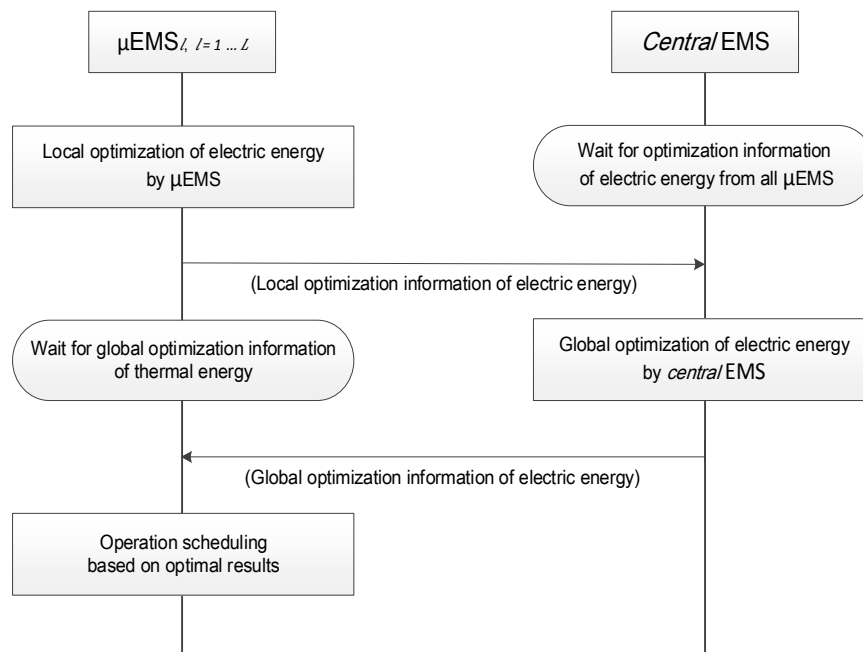 μEMS l, l = 1 ... L
Central EMS
Local optimization of electric energy
by μEMS
Wait for optimization information
of electric energy from all μEMS
(Local optimization information of electric energy)
Wait for global optimization information
of thermal energy
Global optimization of electric energy
by central EMS
(Global optimization information of electric energy)
Operation scheduling
based on optimal results